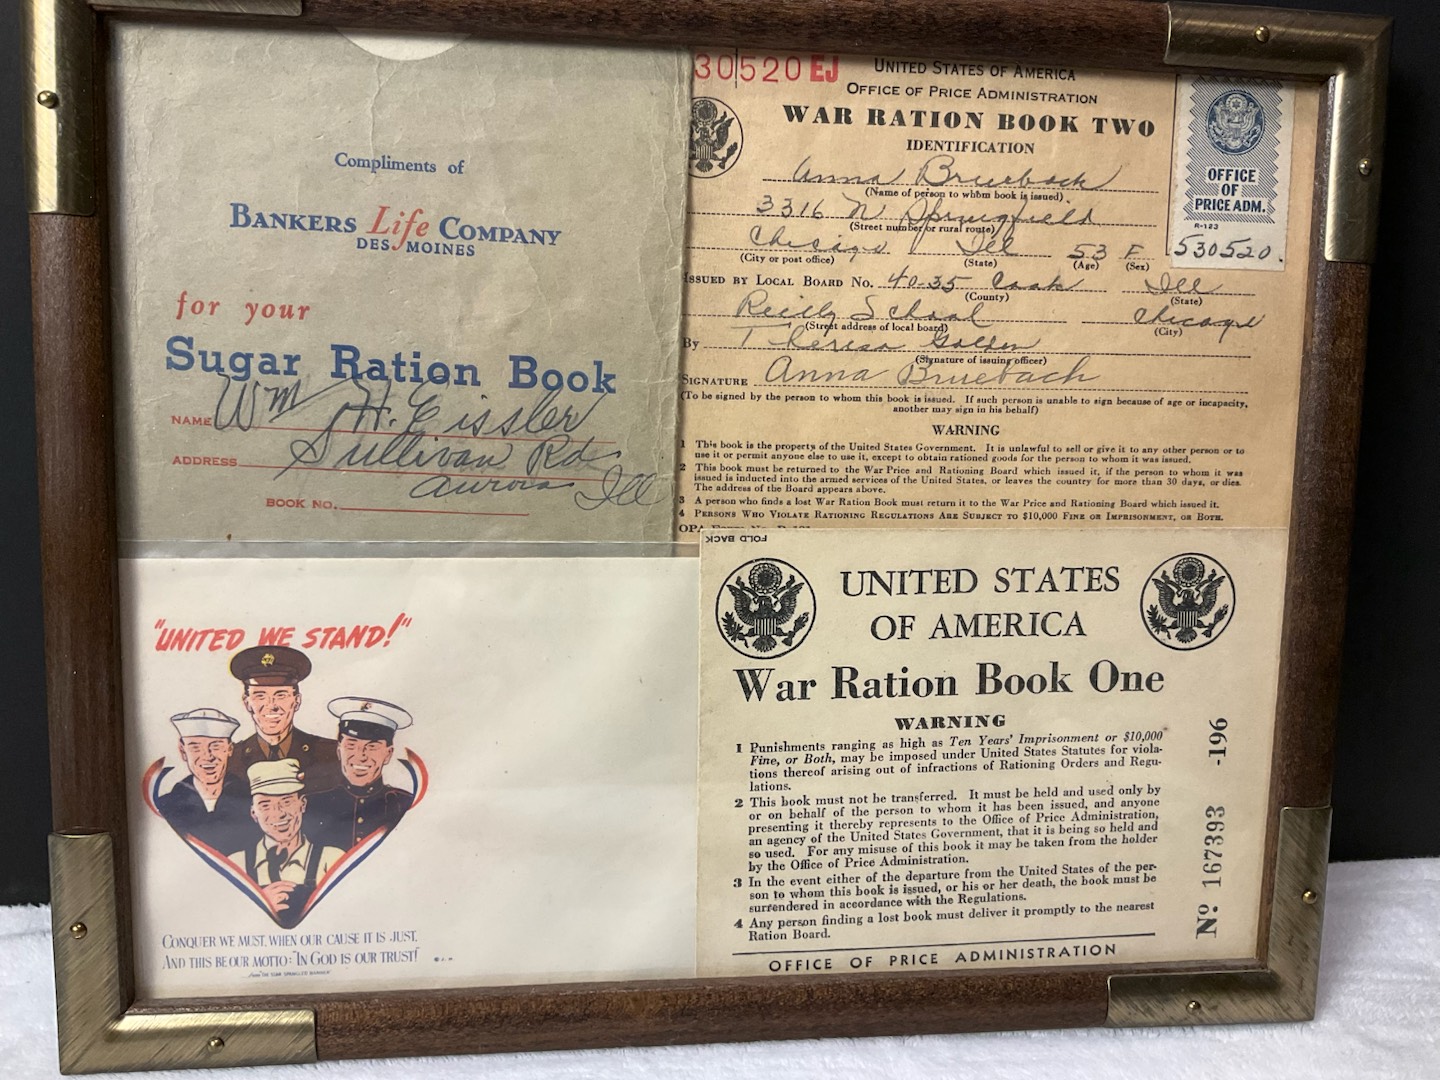 Compliments of
BANKERS Life COMPANY
DES MOINES
for your
Sugar Ration Book
NAME Wm H. Eissler
ADDRESS Sullivan Rd.
Aurora Ill
BOOK NO.
30520 EJ
UNITED STATES OF AMERICA
OFFICE OF PRICE ADMINISTRATION
WAR RATION BOOK TWO
IDENTIFICATION
Anna Bruebach
(Name of person to whom book is issued)
3316 N Springfield
(Street number or rural route)
Chicago Ill 53 F
(City or post office) (State) (Age) (Sex)
ISSUED BY LOCAL BOARD NO. 40-35 Cook Ill
(County) (State)
Reilly School Chicago
(Street address of local board) (City)
By Theresa Golden
(Signature of issuing officer)
SIGNATURE Anna Bruebach
(To be signed by the person to whom this book is issued. If such person is unable to sign because of age or incapacity,
another may sign in his behalf)
WARNING
1 This book is the property of the United States Government. It is unlawful to sell or give it to any other person or to
use it or permit anyone else to use it, except to obtain rationed goods for the person to whom it was issued.
2 This book must be returned to the War Price and Rationing Board which issued it, if the person to whom it was
issued is inducted into the armed services of the United States, or leaves the country for more than 30 days, or dies.
The address of the Board appears above.
3 A person who finds a lost War Ration Book must return it to the War Price and Rationing Board which issued it.
4 PERSONS WHO VIOLATE RATIONING REGULATIONS ARE SUBJECT TO $10,000 FINE OR IMPRISONMENT, OR BOTH.
OFFICE
OF
PRICE ADM.
R-123
530520.
"UNITED WE STAND!"
CONQUER WE MUST, WHEN OUR CAUSE IT IS JUST,
AND THIS BE OUR MOTTO: "IN GOD IS OUR TRUST!"
from "THE STAR SPANGLED BANNER"
FOLD BACK
UNITED STATES
OF AMERICA
War Ration Book One
WARNING
1 Punishments ranging as high as Ten Years' Imprisonment or $10,000
Fine, or Both, may be imposed under United States Statutes for viola-
tions thereof arising out of infractions of Rationing Orders and Regu-
lations.
2 This book must not be transferred. It must be held and used only by
or on behalf of the person to whom it has been issued, and anyone
presenting it thereby represents to the Office of Price Administration,
an agency of the United States Government, that it is being so held and
so used. For any misuse of this book it may be taken from the holder
by the Office of Price Administration.
3 In the event either of the departure from the United States of the per-
son to whom this book is issued, or his or her death, the book must be
surrendered in accordance with the Regulations.
4 Any person finding a lost book must deliver it promptly to the nearest
Ration Board.
OFFICE OF PRICE ADMINISTRATION
No. 167393 -196